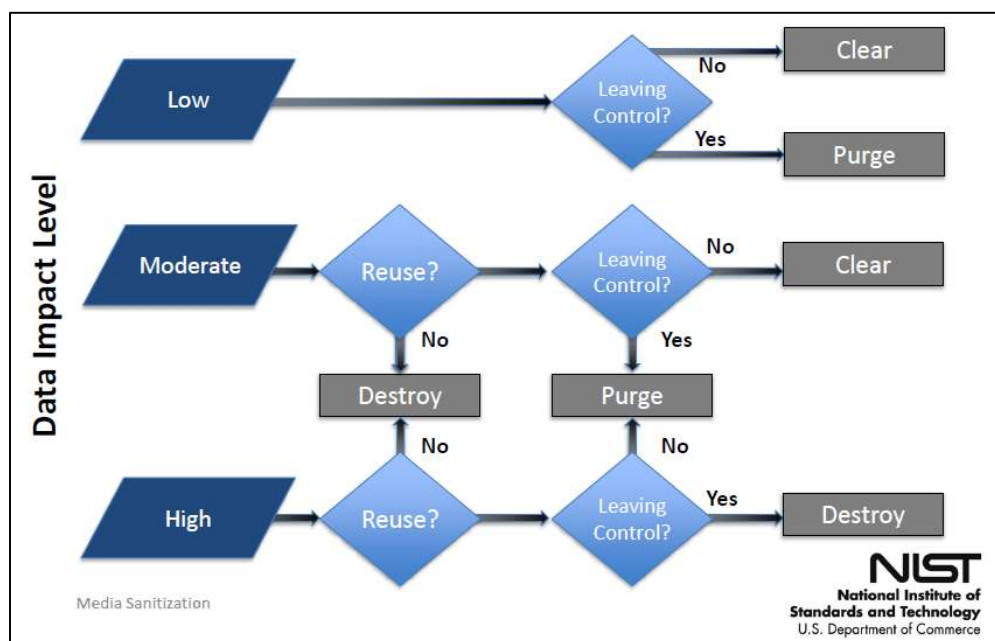 Data Impact Level
Low
Leaving
Control?
No
Clear
Yes
Purge
Moderate
Reuse?
Leaving
Control?
No
Clear
No
Yes
Destroy
Purge
No
No
High
Reuse?
Leaving
Control?
Yes
Destroy
Media Sanitization
NIST
National Institute of
Standards and Technology
U.S. Department of Commerce